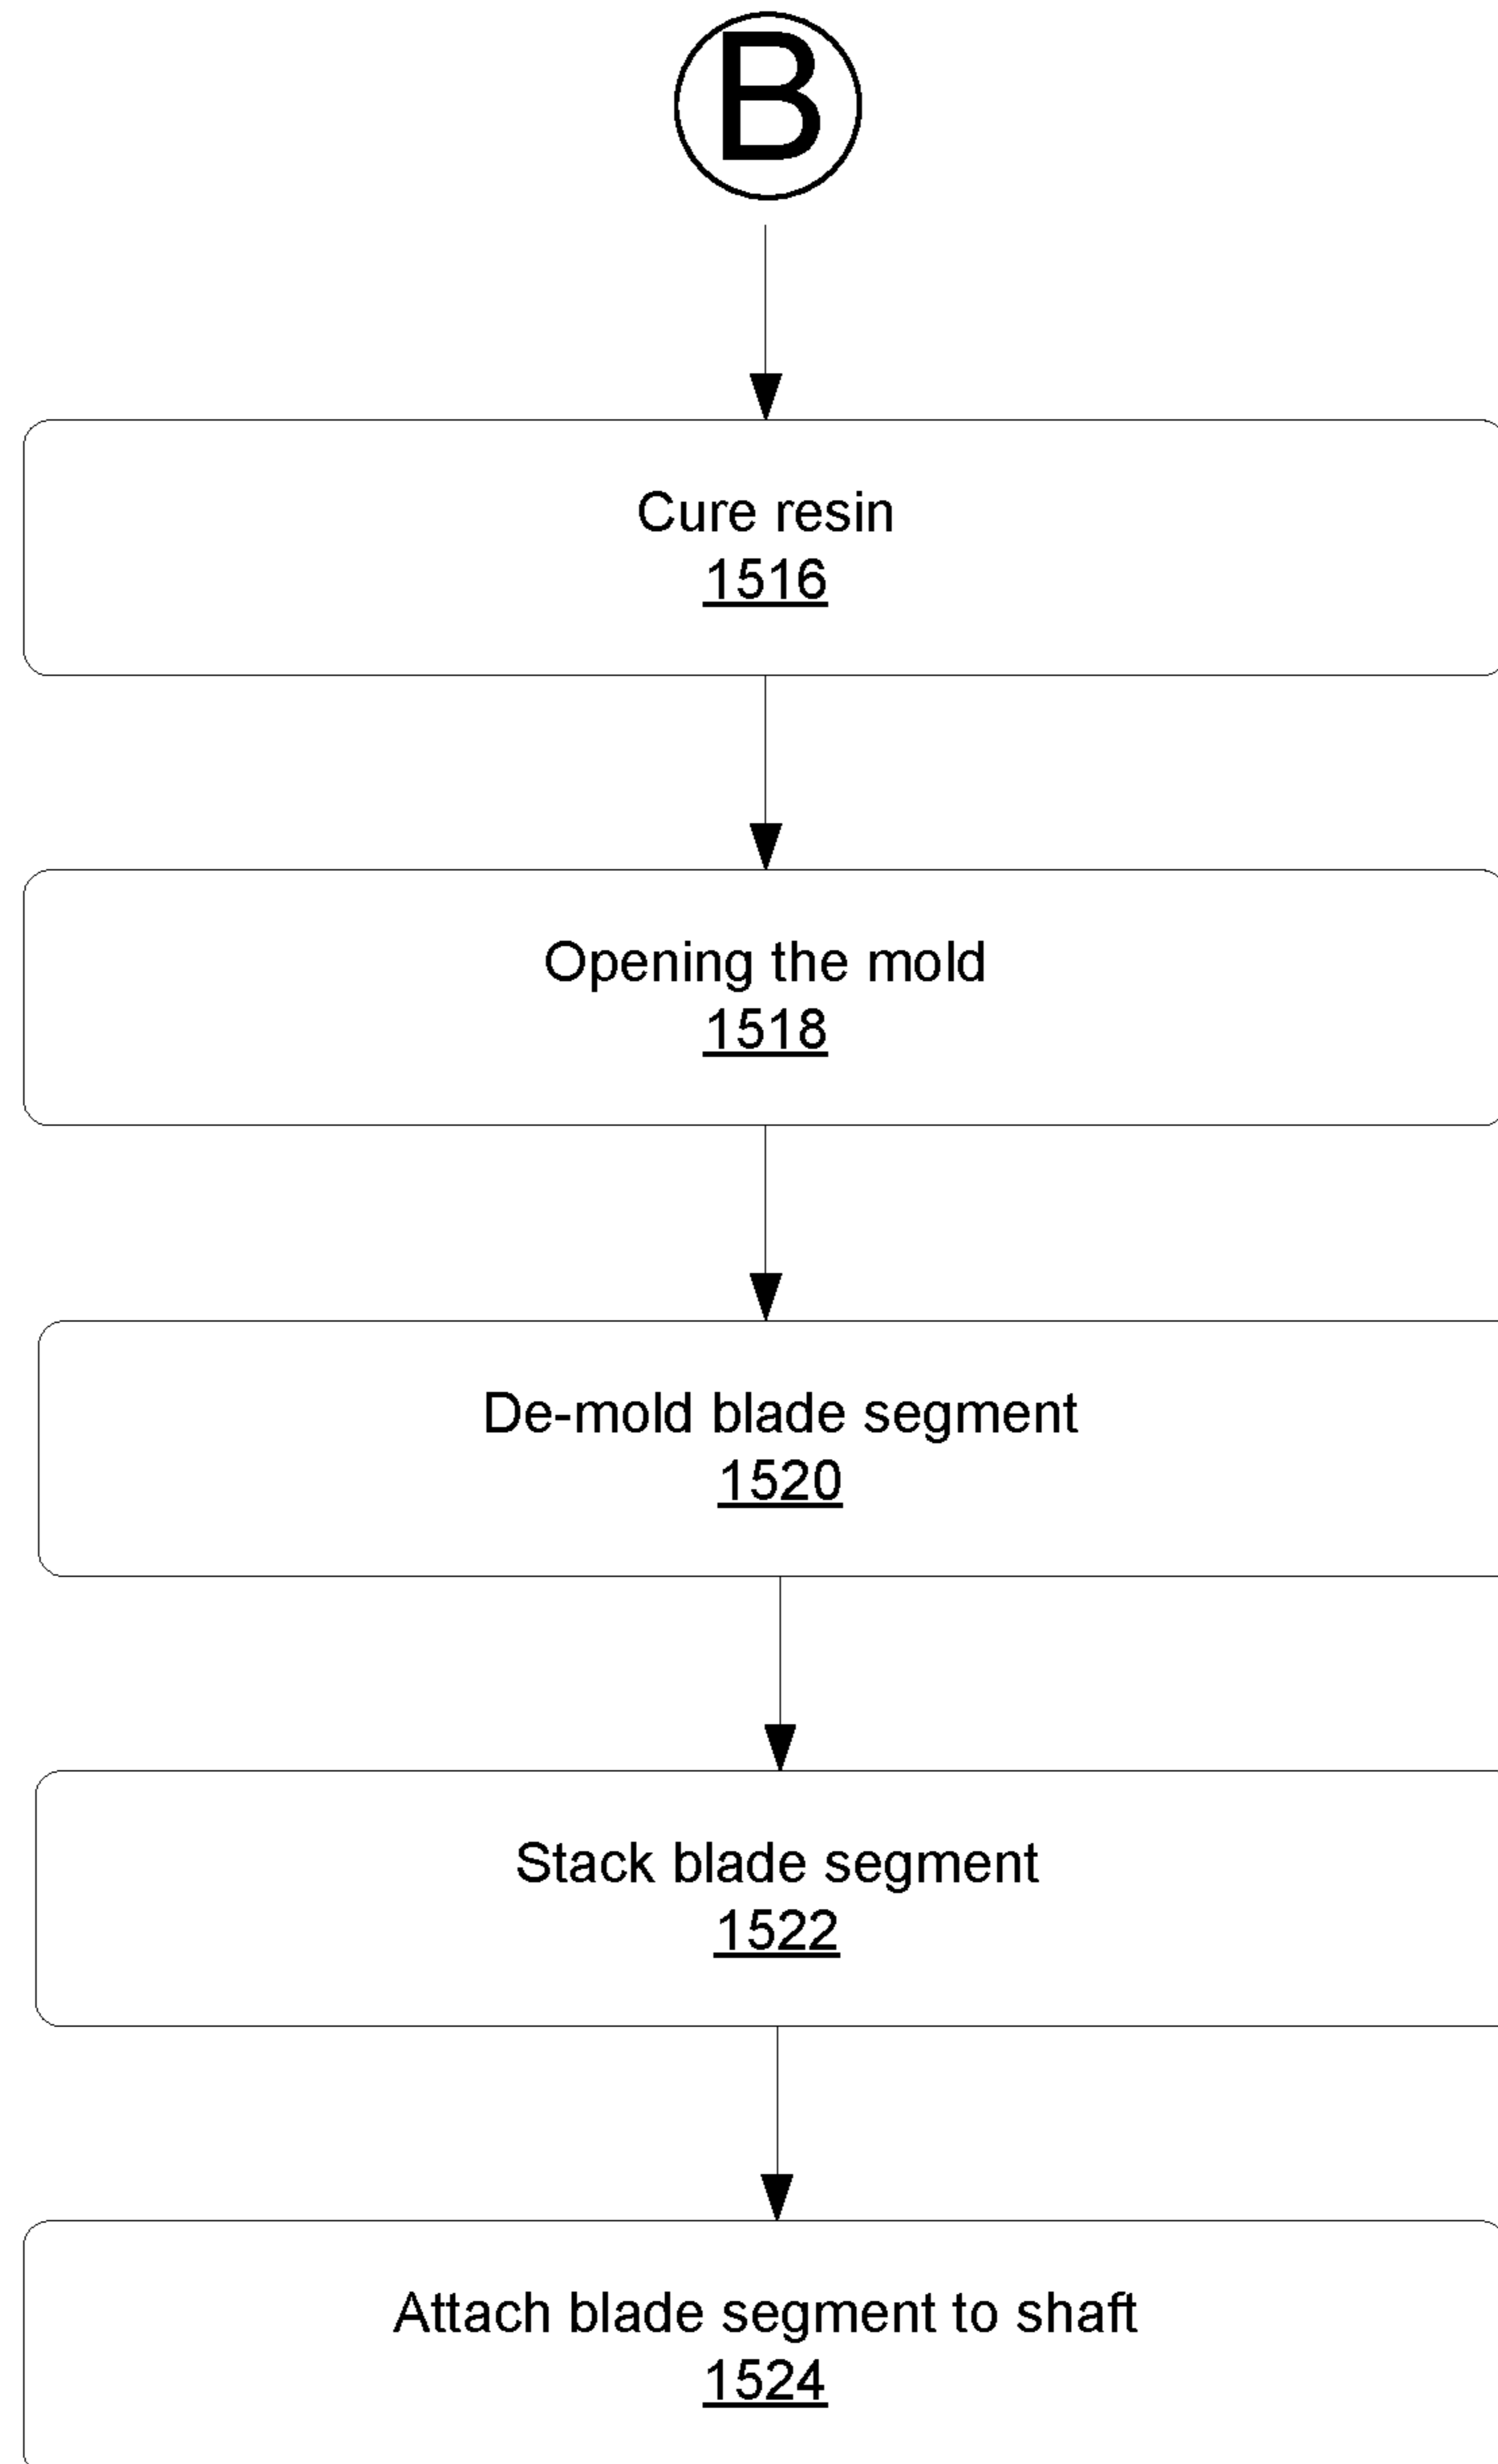 B
Cure resin
1516
Opening the mold
1518
De-mold blade segment
1520
Stack blade segment
1522
Attach blade segment to shaft
1524